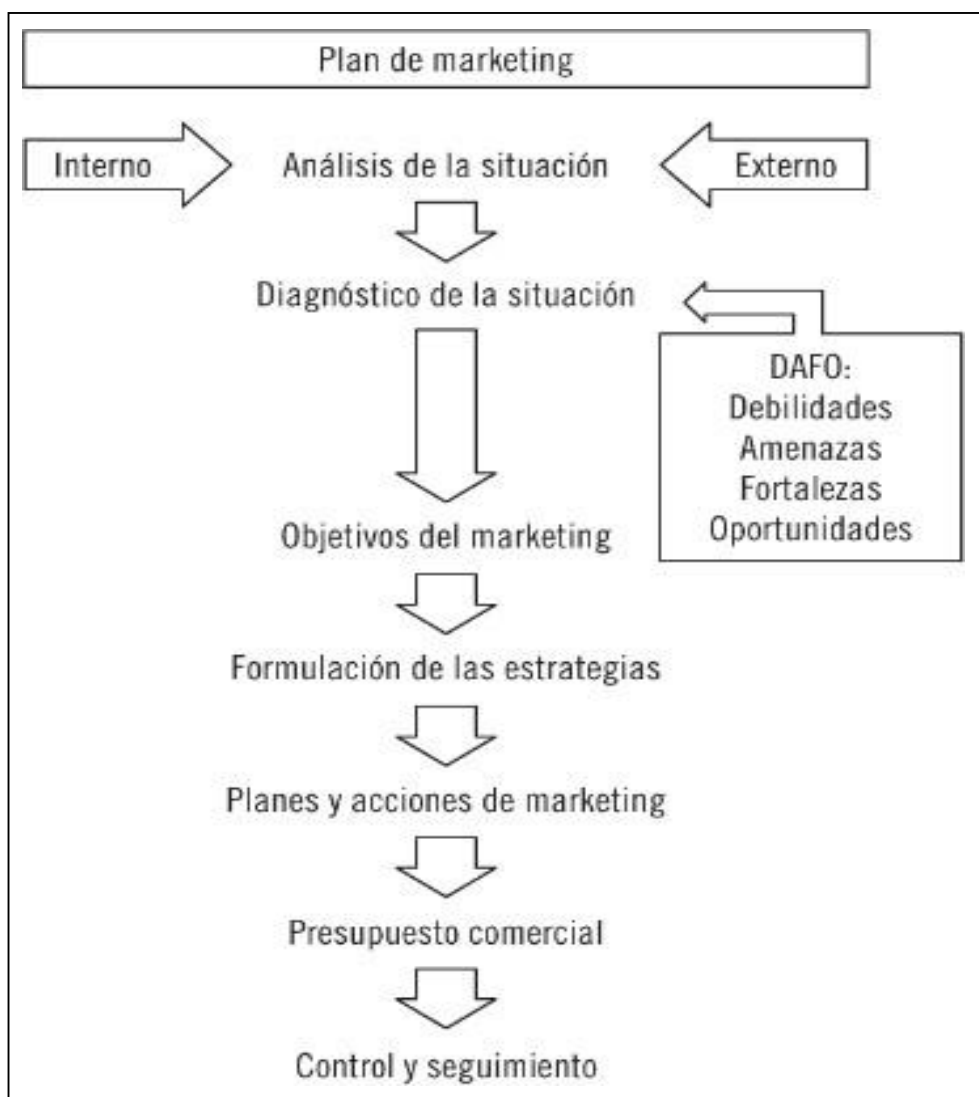 Plan de marketing
Interno
Análisis de la situación
Externo
Diagnóstico de la situación
DAFO:
Debilidades
Amenazas
Fortalezas
Oportunidades
Objetivos del marketing
Formulación de las estrategias
Planes y acciones de marketing
Presupuesto comercial
Control y seguimiento